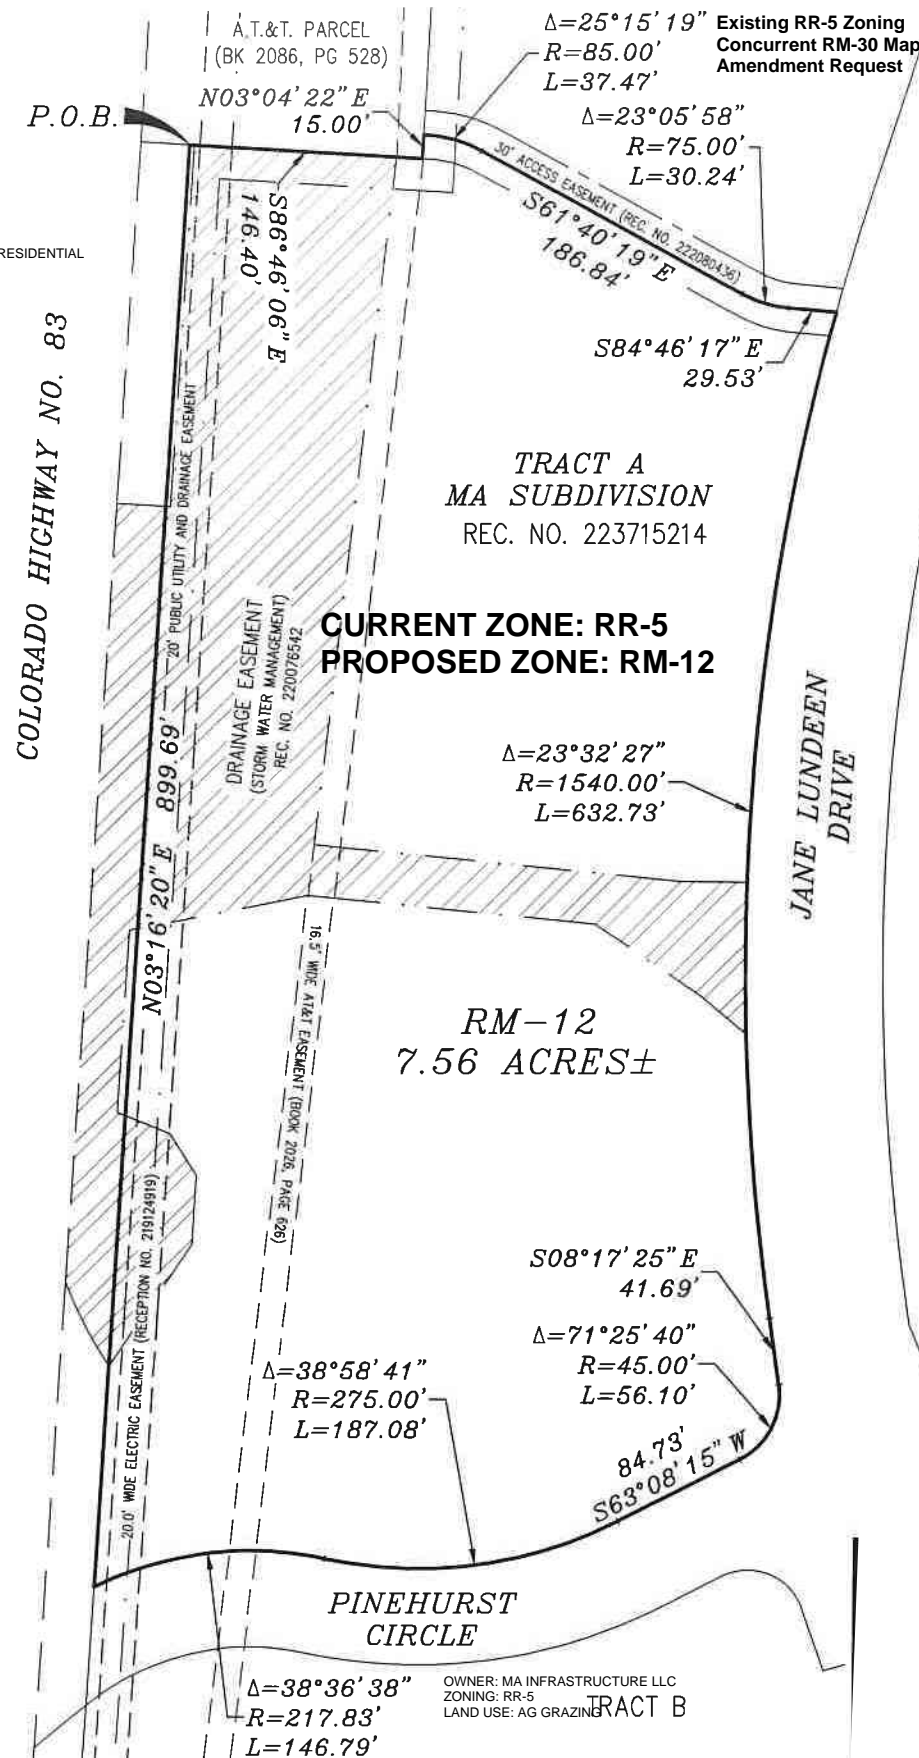 A.T.&T. PARCEL
(BK 2086, PG 528)
Δ=25°15'19"
R=85.00'
L=37.47'
Existing RR-5 Zoning
Concurrent RM-30 Map
Amendment Request
P.O.B.
N03°04'22"E
15.00'
Δ=23°05'58"
R=75.00'
L=30.24'
30' ACCESS EASEMENT (REC. NO. 222080436)
S61°40'19"E
186.84'
S86°46'06"E
146.40'
RESIDENTIAL
S84°46'17"E
29.53'
COLORADO HIGHWAY NO. 83
20' PUBLIC UTILITY AND DRAINAGE EASEMENT
TRACT A
MA SUBDIVISION
REC. NO. 223715214
DRAINAGE EASEMENT
(STORM WATER MANAGEMENT)
REC. NO. 220076542
CURRENT ZONE: RR-5
PROPOSED ZONE: RM-12
N03°16'20"E 899.69'
Δ=23°32'27"
R=1540.00'
L=632.73'
JANE LUNDEEN
DRIVE
16.5' WIDE AT&T EASEMENT (BOOK 2026, PAGE 626)
RM-12
7.56 ACRES±
20.0' WIDE ELECTRIC EASEMENT (RECEPTION NO. 219124919)
S08°17'25"E
41.69'
Δ=71°25'40"
R=45.00'
L=56.10'
Δ=38°58'41"
R=275.00'
L=187.08'
84.73'
S63°08'15"W
PINEHURST
CIRCLE
Δ=38°36'38"
R=217.83'
L=146.79'
OWNER: MA INFRASTRUCTURE LLC
ZONING: RR-5
LAND USE: AG GRAZING
TRACT B